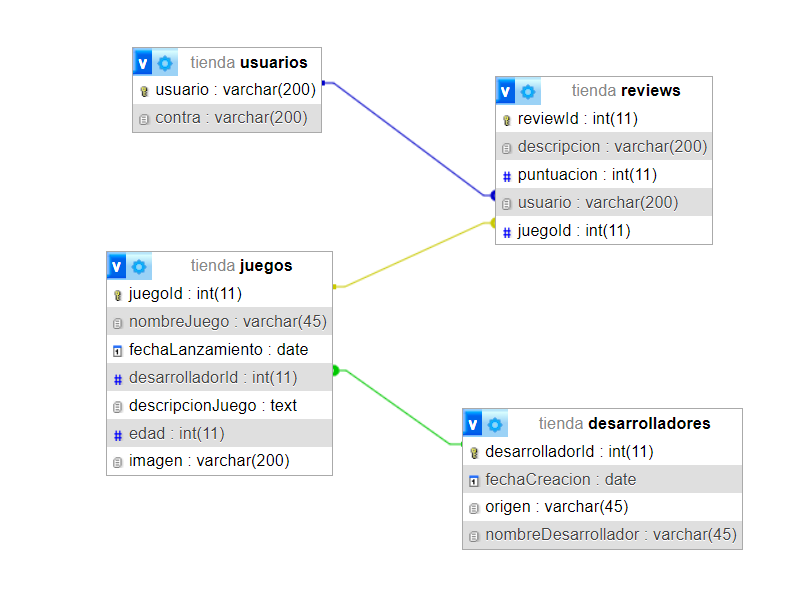 tienda usuarios
usuario : varchar(200)
contra : varchar(200)
tienda reviews
reviewId : int(11)
descripcion : varchar(200)
puntuacion : int(11)
usuario : varchar(200)
juegoId : int(11)
tienda juegos
juegoId : int(11)
nombreJuego : varchar(45)
fechaLanzamiento : date
desarrolladorId : int(11)
descripcionJuego : text
edad : int(11)
imagen : varchar(200)
tienda desarrolladores
desarrolladorId : int(11)
fechaCreacion : date
origen : varchar(45)
nombreDesarrollador : varchar(45)